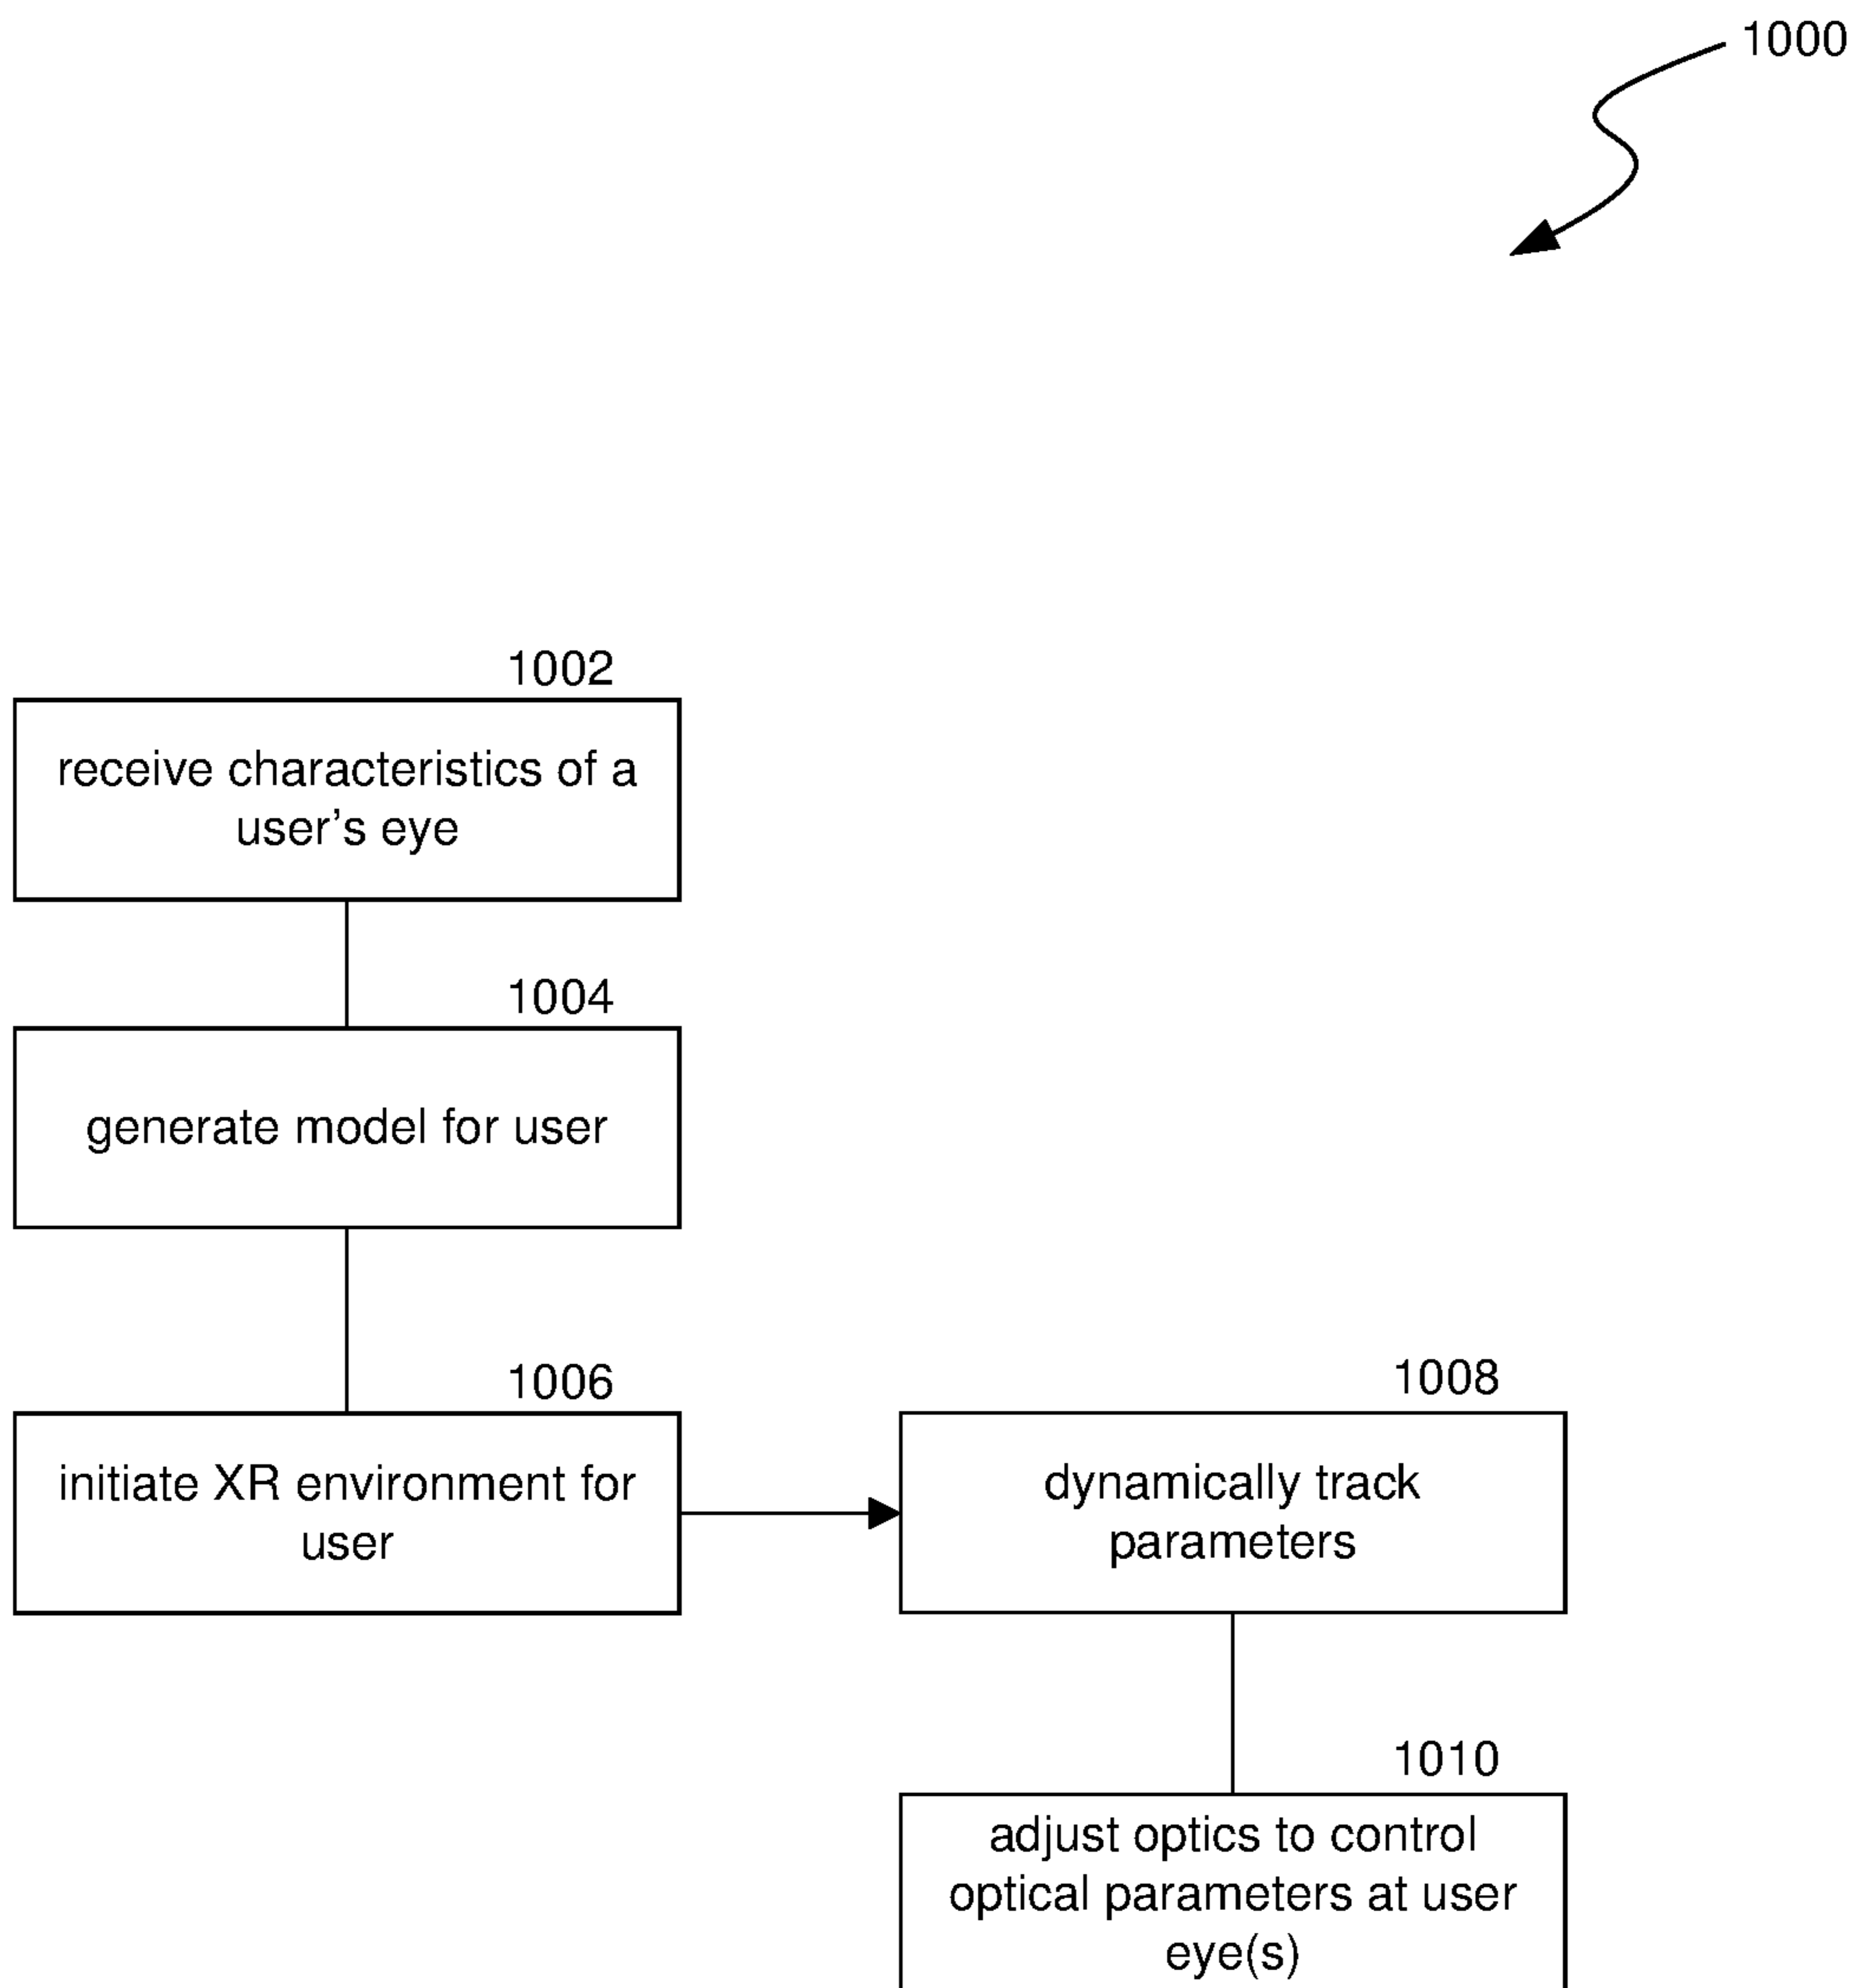 1000
1002
receive characteristics of a
user's eye
1004
generate model for user
1006
initiate XR environment for
user
1008
dynamically track
parameters
1010
adjust optics to control
optical parameters at user
eye(s)